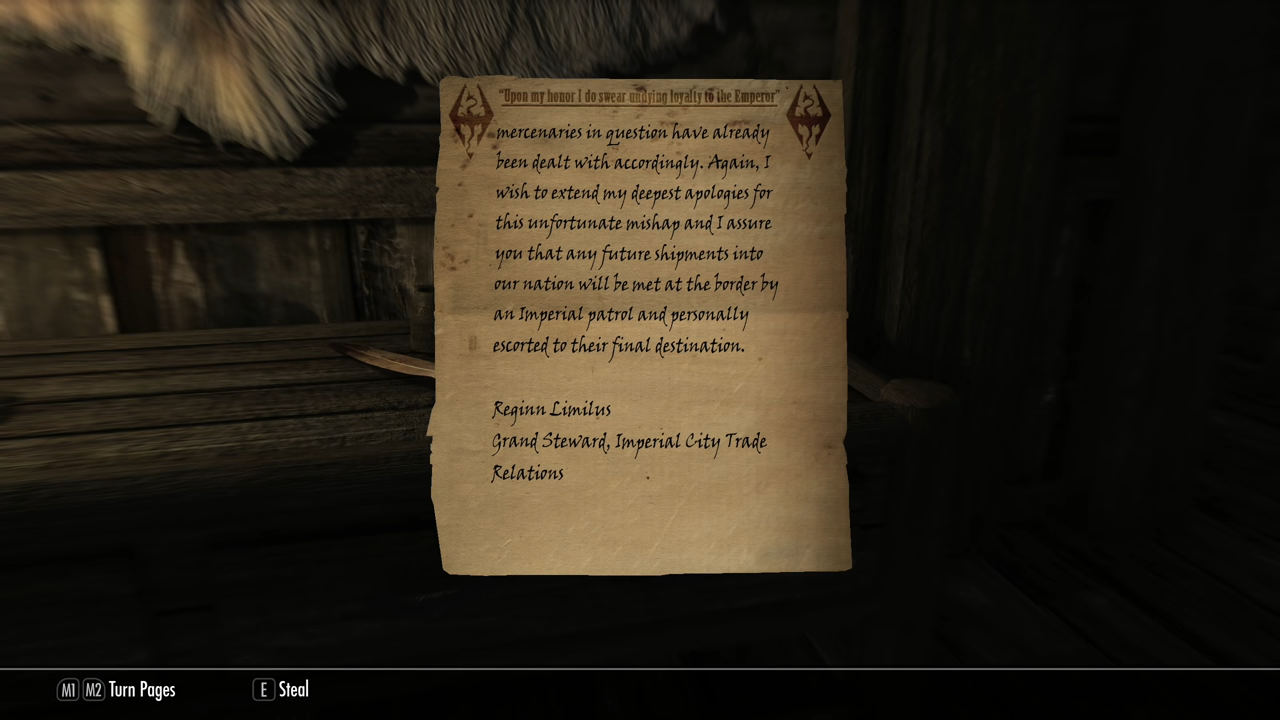 "Upon my honor I do swear undying loyalty to the Emperor"
mercenaries in question have already
been dealt with accordingly. Again, I
wish to extend my deepest apologies for
this unfortunate mishap and I assure
you that any future shipments into
our nation will be met at the border by
an Imperial patrol and personally
escorted to their final destination.
Reginn Limilus
Grand Steward, Imperial City Trade
Relations
M1 M2 Turn Pages E Steal